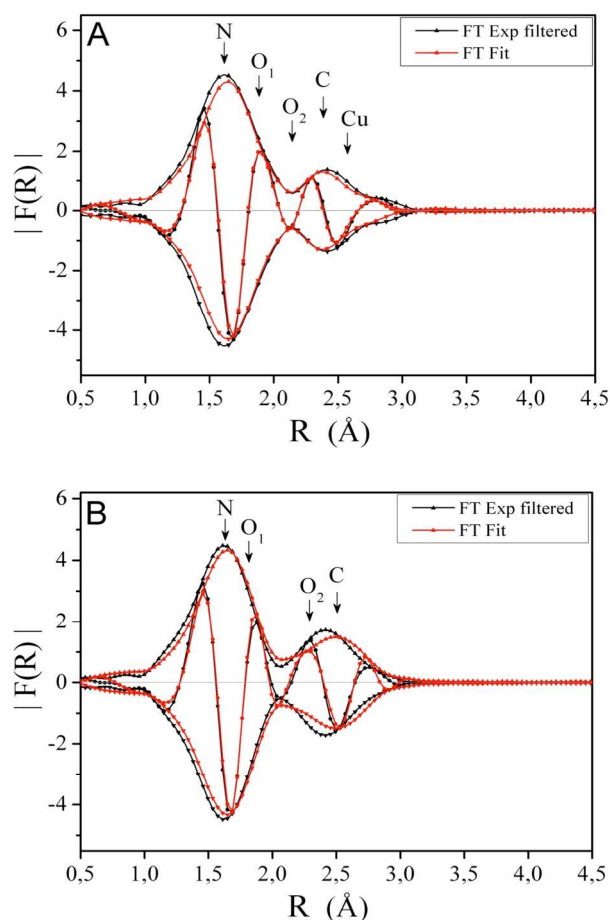 A
FT Exp filtered
FT Fit
N
O1
O2
C
Cu
| F(R) |
6
4
2
0
-2
-4
0,5 1,0 1,5 2,0 2,5 3,0 3,5 4,0 4,5
R (Å)
B
FT Exp filtered
FT Fit
N
O1
O2
C
| F(R) |
6
4
2
0
-2
-4
0,5 1,0 1,5 2,0 2,5 3,0 3,5 4,0 4,5
R (Å)